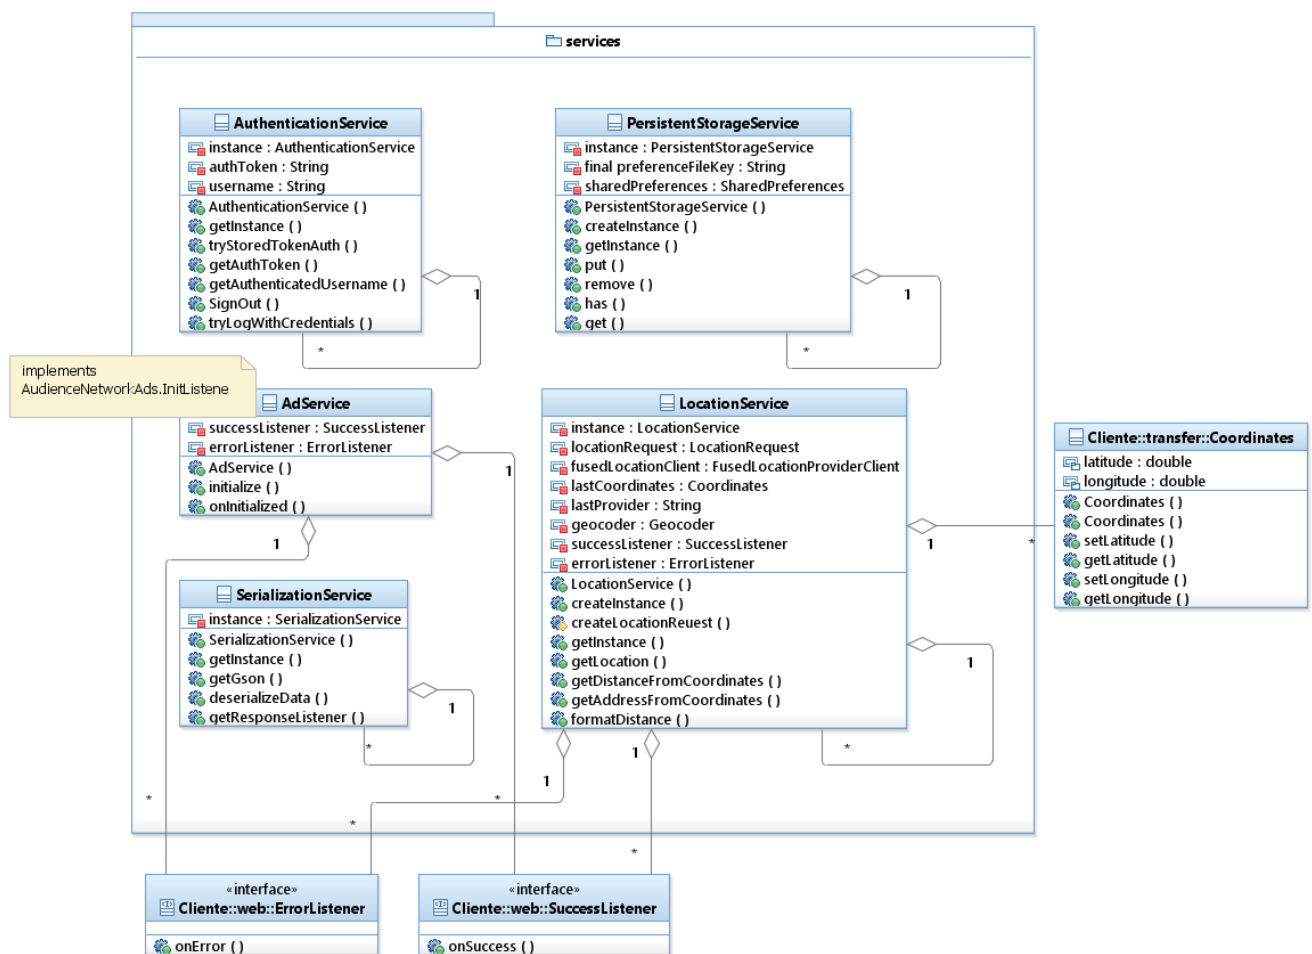 services
AuthenticationService
instance : AuthenticationService
authToken : String
username : String
AuthenticationService ( )
getInstance ( )
tryStoredTokenAuth ( )
getAuthToken ( )
getAuthenticatedUsername ( )
SignOut ( )
tryLogWithCredentials ( )
1
*
PersistentStorageService
instance : PersistentStorageService
final preferenceFileKey : String
sharedPreferences : SharedPreferences
PersistentStorageService ( )
createInstance ( )
getInstance ( )
put ( )
remove ( )
has ( )
get ( )
1
*
implements
AudienceNetworkAds.InitListene
AdService
successListener : SuccessListener
errorListener : ErrorListener
AdService ( )
initialize ( )
onInitialized ( )
1
1
LocationService
instance : LocationService
locationRequest : LocationRequest
fusedLocationClient : FusedLocationProviderClient
lastCoordinates : Coordinates
lastProvider : String
geocoder : Geocoder
successListener : SuccessListener
errorListener : ErrorListener
LocationService ( )
createInstance ( )
createLocationReuest ( )
getInstance ( )
getLocation ( )
getDistanceFromCoordinates ( )
getAddressFromCoordinates ( )
formatDistance ( )
1
*
1
*
Cliente::transfer::Coordinates
latitude : double
longitude : double
Coordinates ( )
Coordinates ( )
setLatitude ( )
getLatitude ( )
setLongitude ( )
getLongitude ( )
SerializationService
instance : SerializationService
SerializationService ( )
getInstance ( )
getGson ( )
deserializeData ( )
getResponseListener ( )
1
*
1
1
*
*
*
*
«interface»
Cliente::web::ErrorListener
onError ( )
«interface»
Cliente::web::SuccessListener
onSuccess ( )